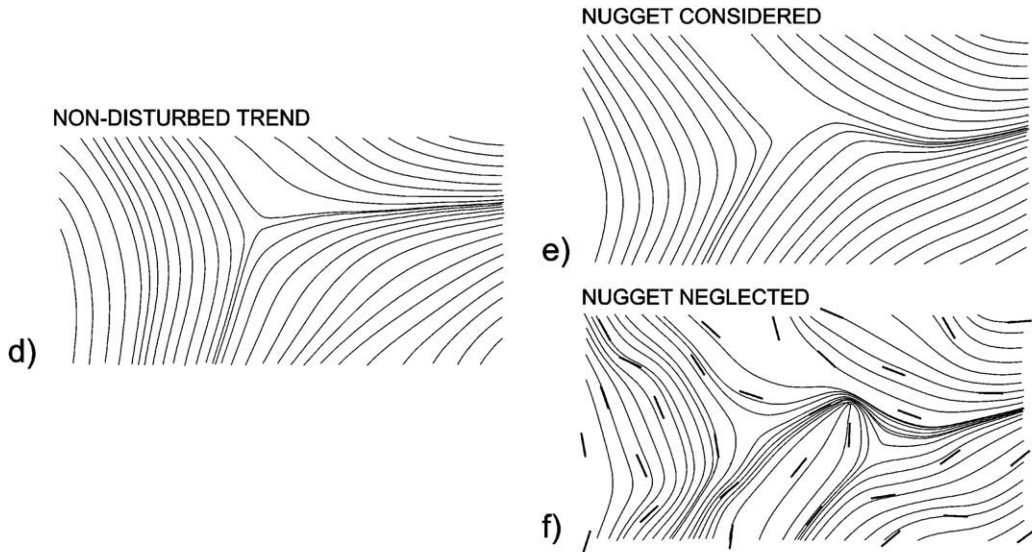 NON-DISTURBED TREND
d)
NUGGET CONSIDERED
e)
NUGGET NEGLECTED
f)